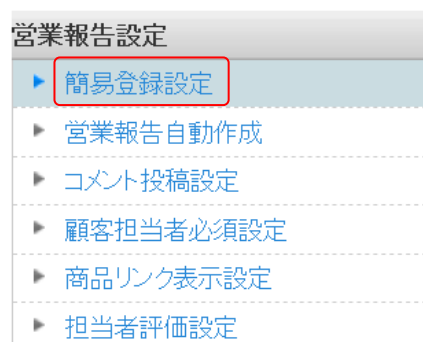 営業報告設定
簡易登録設定
営業報告自動作成
コメント投稿設定
顧客担当者必須設定
商品リンク表示設定
担当者評価設定